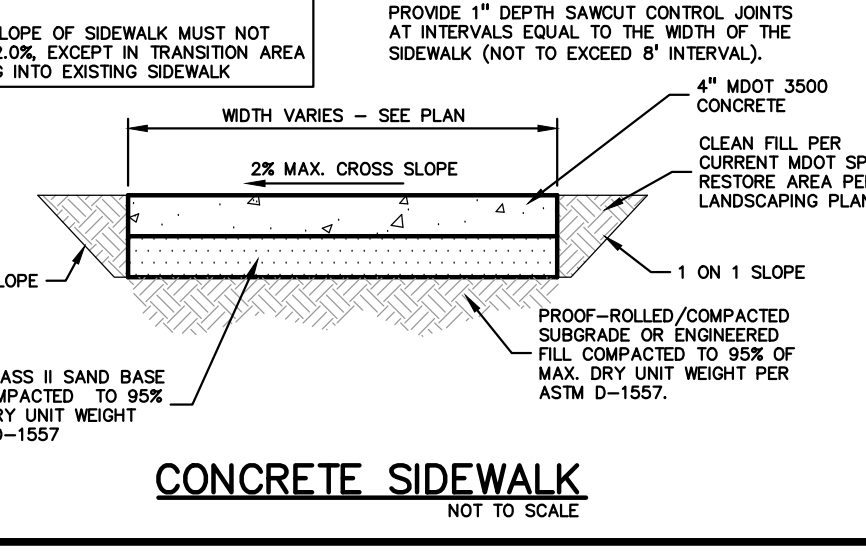 SLOPE OF SIDEWALK MUST NOT
2.0%, EXCEPT IN TRANSITION AREA
INTO EXISTING SIDEWALK
PROVIDE 1" DEPTH SAWCUT CONTROL JOINTS
AT INTERVALS EQUAL TO THE WIDTH OF THE
SIDEWALK (NOT TO EXCEED 8' INTERVAL).
4" MDOT 3500
CONCRETE
WIDTH VARIES - SEE PLAN
CLEAN FILL PER
CURRENT MDOT SP
RESTORE AREA PE
LANDSCAPING PLAN
2% MAX. CROSS SLOPE
SLOPE
1 ON 1 SLOPE
PROOF-ROLLED/COMPACTED
SUBGRADE OR ENGINEERED
FILL COMPACTED TO 95% OF
MAX. DRY UNIT WEIGHT PER
ASTM D-1557.
ASS II SAND BASE
MPACTED TO 95%
RY UNIT WEIGHT
D-1557
CONCRETE SIDEWALK
NOT TO SCALE